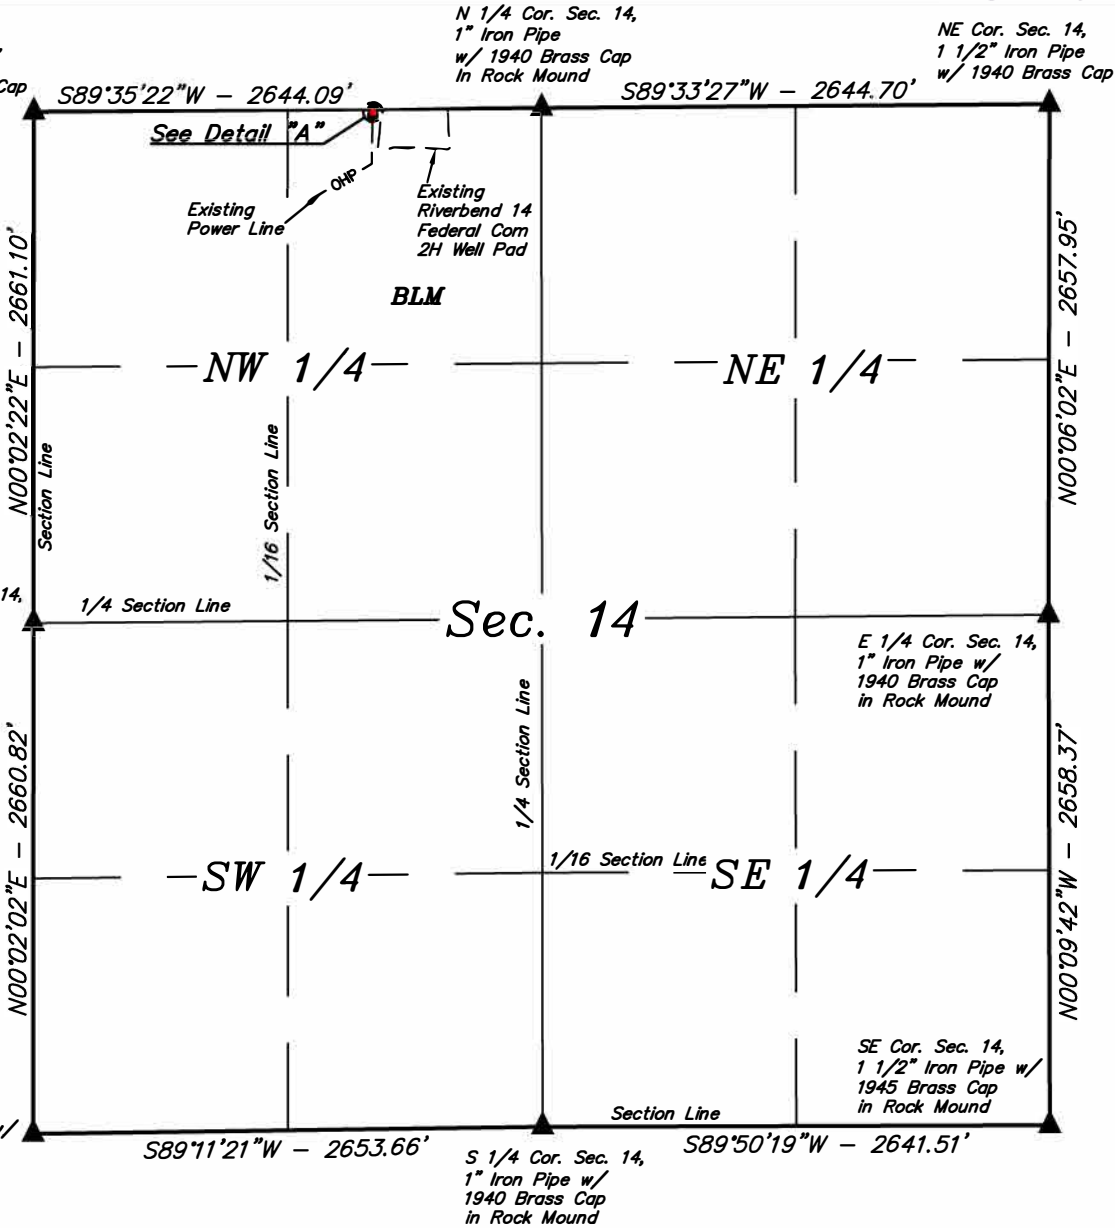 N 1/4 Cor. Sec. 14,
1" Iron Pipe
w/ 1940 Brass Cap
In Rock Mound
NE Cor. Sec. 14,
1 1/2" Iron Pipe
w/ 1940 Brass Cap
Cap
S89°35'22"W - 2644.09'
S89°33'27"W - 2644.70'
See Detail "A"
OHP
Existing
Power Line
Existing
Riverbend 14
Federal Com
2H Well Pad
BLM
N00°02'22"E - 2661.10'
N00°06'02"E - 2657.95'
NW 1/4
NE 1/4
Section Line
1/16 Section Line
14,
1/4 Section Line
Sec. 14
E 1/4 Cor. Sec. 14,
1" Iron Pipe w/
1940 Brass Cap
in Rock Mound
1/4 Section Line
N00°02'02"E - 2660.82'
N00°09'42"W - 2658.37'
1/16 Section Line
SW 1/4
SE 1/4
SE Cor. Sec. 14,
1 1/2" Iron Pipe w/
1945 Brass Cap
in Rock Mound
Section Line
S89°11'21"W - 2653.66'
S89°50'19"W - 2641.51'
S 1/4 Cor. Sec. 14,
1" Iron Pipe w/
1940 Brass Cap
in Rock Mound